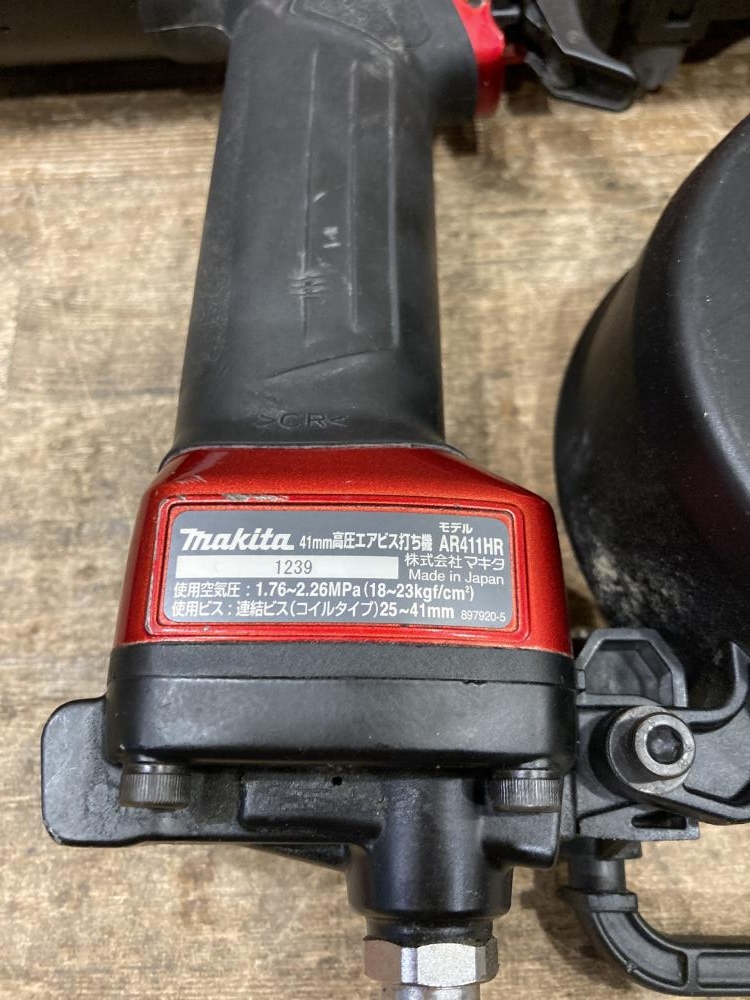 >CR<
makita 41mm高圧エアビス打ち機 モデル AR411HR
1239 株式会社 マキタ
Made in Japan
使用空気圧：1.76~2.26MPa(18~23kgf/cm²)
使用ビス：連結ビス(コイルタイプ)25~41mm 897920-5